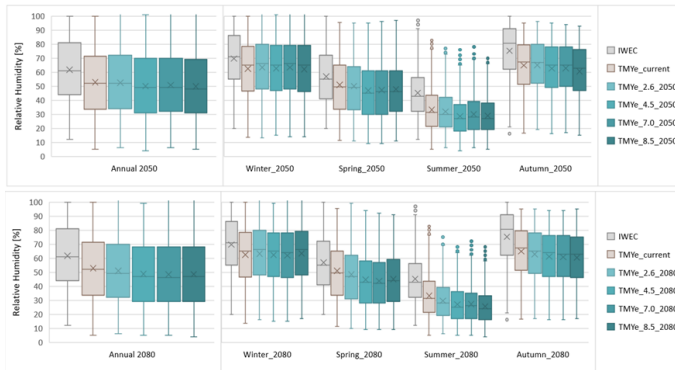 Relative Humidity [%]
100
90
80
70
60
50
40
30
20
10
0
Annual 2050
Winter_2050
Spring_2050
Summer_2050
Autumn_2050
IWEC
TMYe_current
TMYe_2.6_2050
TMYe_4.5_2050
TMYe_7.0_2050
TMYe_8.5_2050
Relative Humidity [%]
100
90
80
70
60
50
40
30
20
10
0
Annual 2080
Winter_2080
Spring_2080
Summer_2080
Autumn_2080
IWEC
TMYe_current
TMYe_2.6_2080
TMYe_4.5_2080
TMYe_7.0_2080
TMYe_8.5_2080